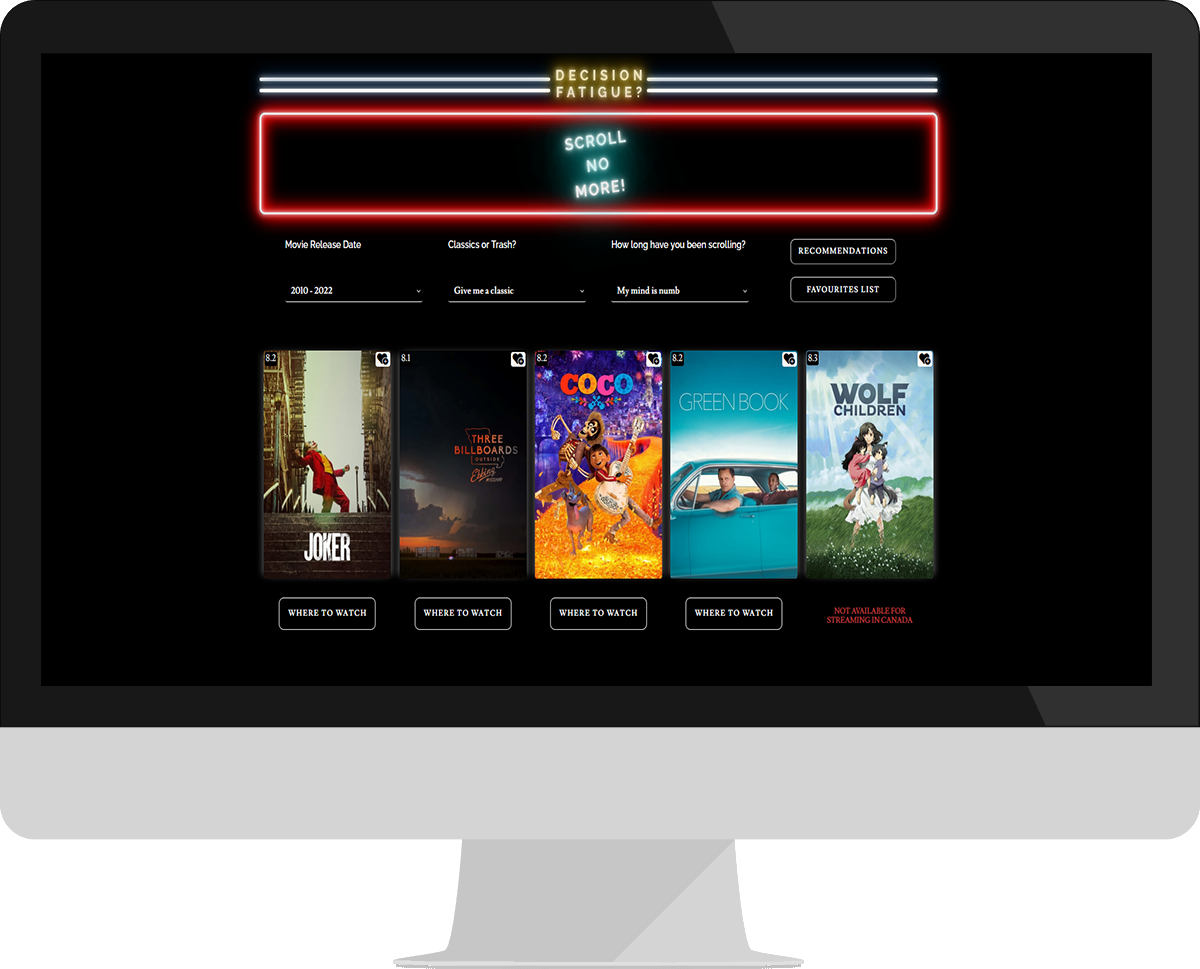 DECISION
FATIGUE?
SCROLL
NO
MORE!
Movie Release Date
Classics or Trash?
How long have you been scrolling?
RECOMMENDATIONS
2010 - 2022
Give me a classic
My mind is numb
FAVOURITES LIST
8.2
8.1
8.2
8.2
8.3
JOKER
THREE
BILLBOARDS
OUTSIDE
Ebbing
MISSOURI
COCO
GREEN BOOK
WOLF
CHILDREN
WHERE TO WATCH
WHERE TO WATCH
WHERE TO WATCH
WHERE TO WATCH
NOT AVAILABLE FOR
STREAMING IN CANADA